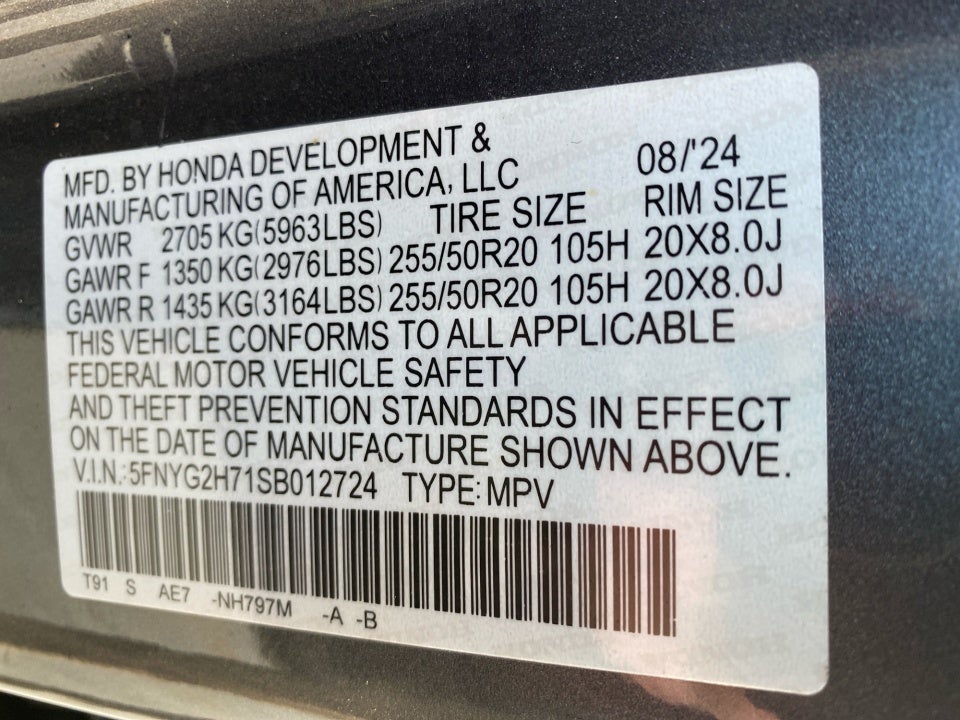 MFD. BY HONDA DEVELOPMENT &
MANUFACTURING OF AMERICA, LLC 08/'24
GVWR 2705 KG(5963LBS) TIRE SIZE RIM SIZE
GAWR F 1350 KG(2976LBS) 255/50R20 105H 20X8.0J
GAWR R 1435 KG(3164LBS) 255/50R20 105H 20X8.0J
THIS VEHICLE CONFORMS TO ALL APPLICABLE
FEDERAL MOTOR VEHICLE SAFETY
AND THEFT PREVENTION STANDARDS IN EFFECT
ON THE DATE OF MANUFACTURE SHOWN ABOVE.
V.I.N.:5FNYG2H71SB012724 TYPE:MPV
T91 S AE7 -NH797M -A -B